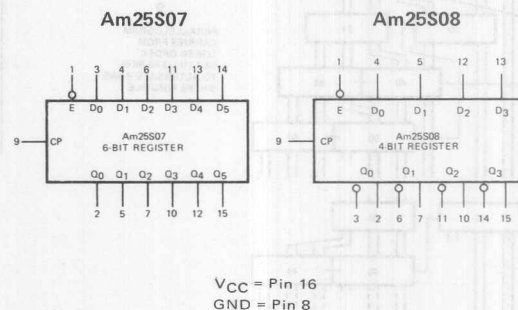 Am25S07 Am25S08
1 3 4 6 11 13 14 1 4 5 12 13
E D0 D1 D2 D3 D4 D5 E D0 D1 D2 D3
9 CP Am25S07 9 CP Am25S08
6-BIT REGISTER 4-BIT REGISTER
Q0 Q1 Q2 Q3 Q4 Q5 Q0 Q1 Q2 Q3
2 5 7 10 12 15 3 2 6 7 11 10 14 15
VCC = Pin 16
GND = Pin 8